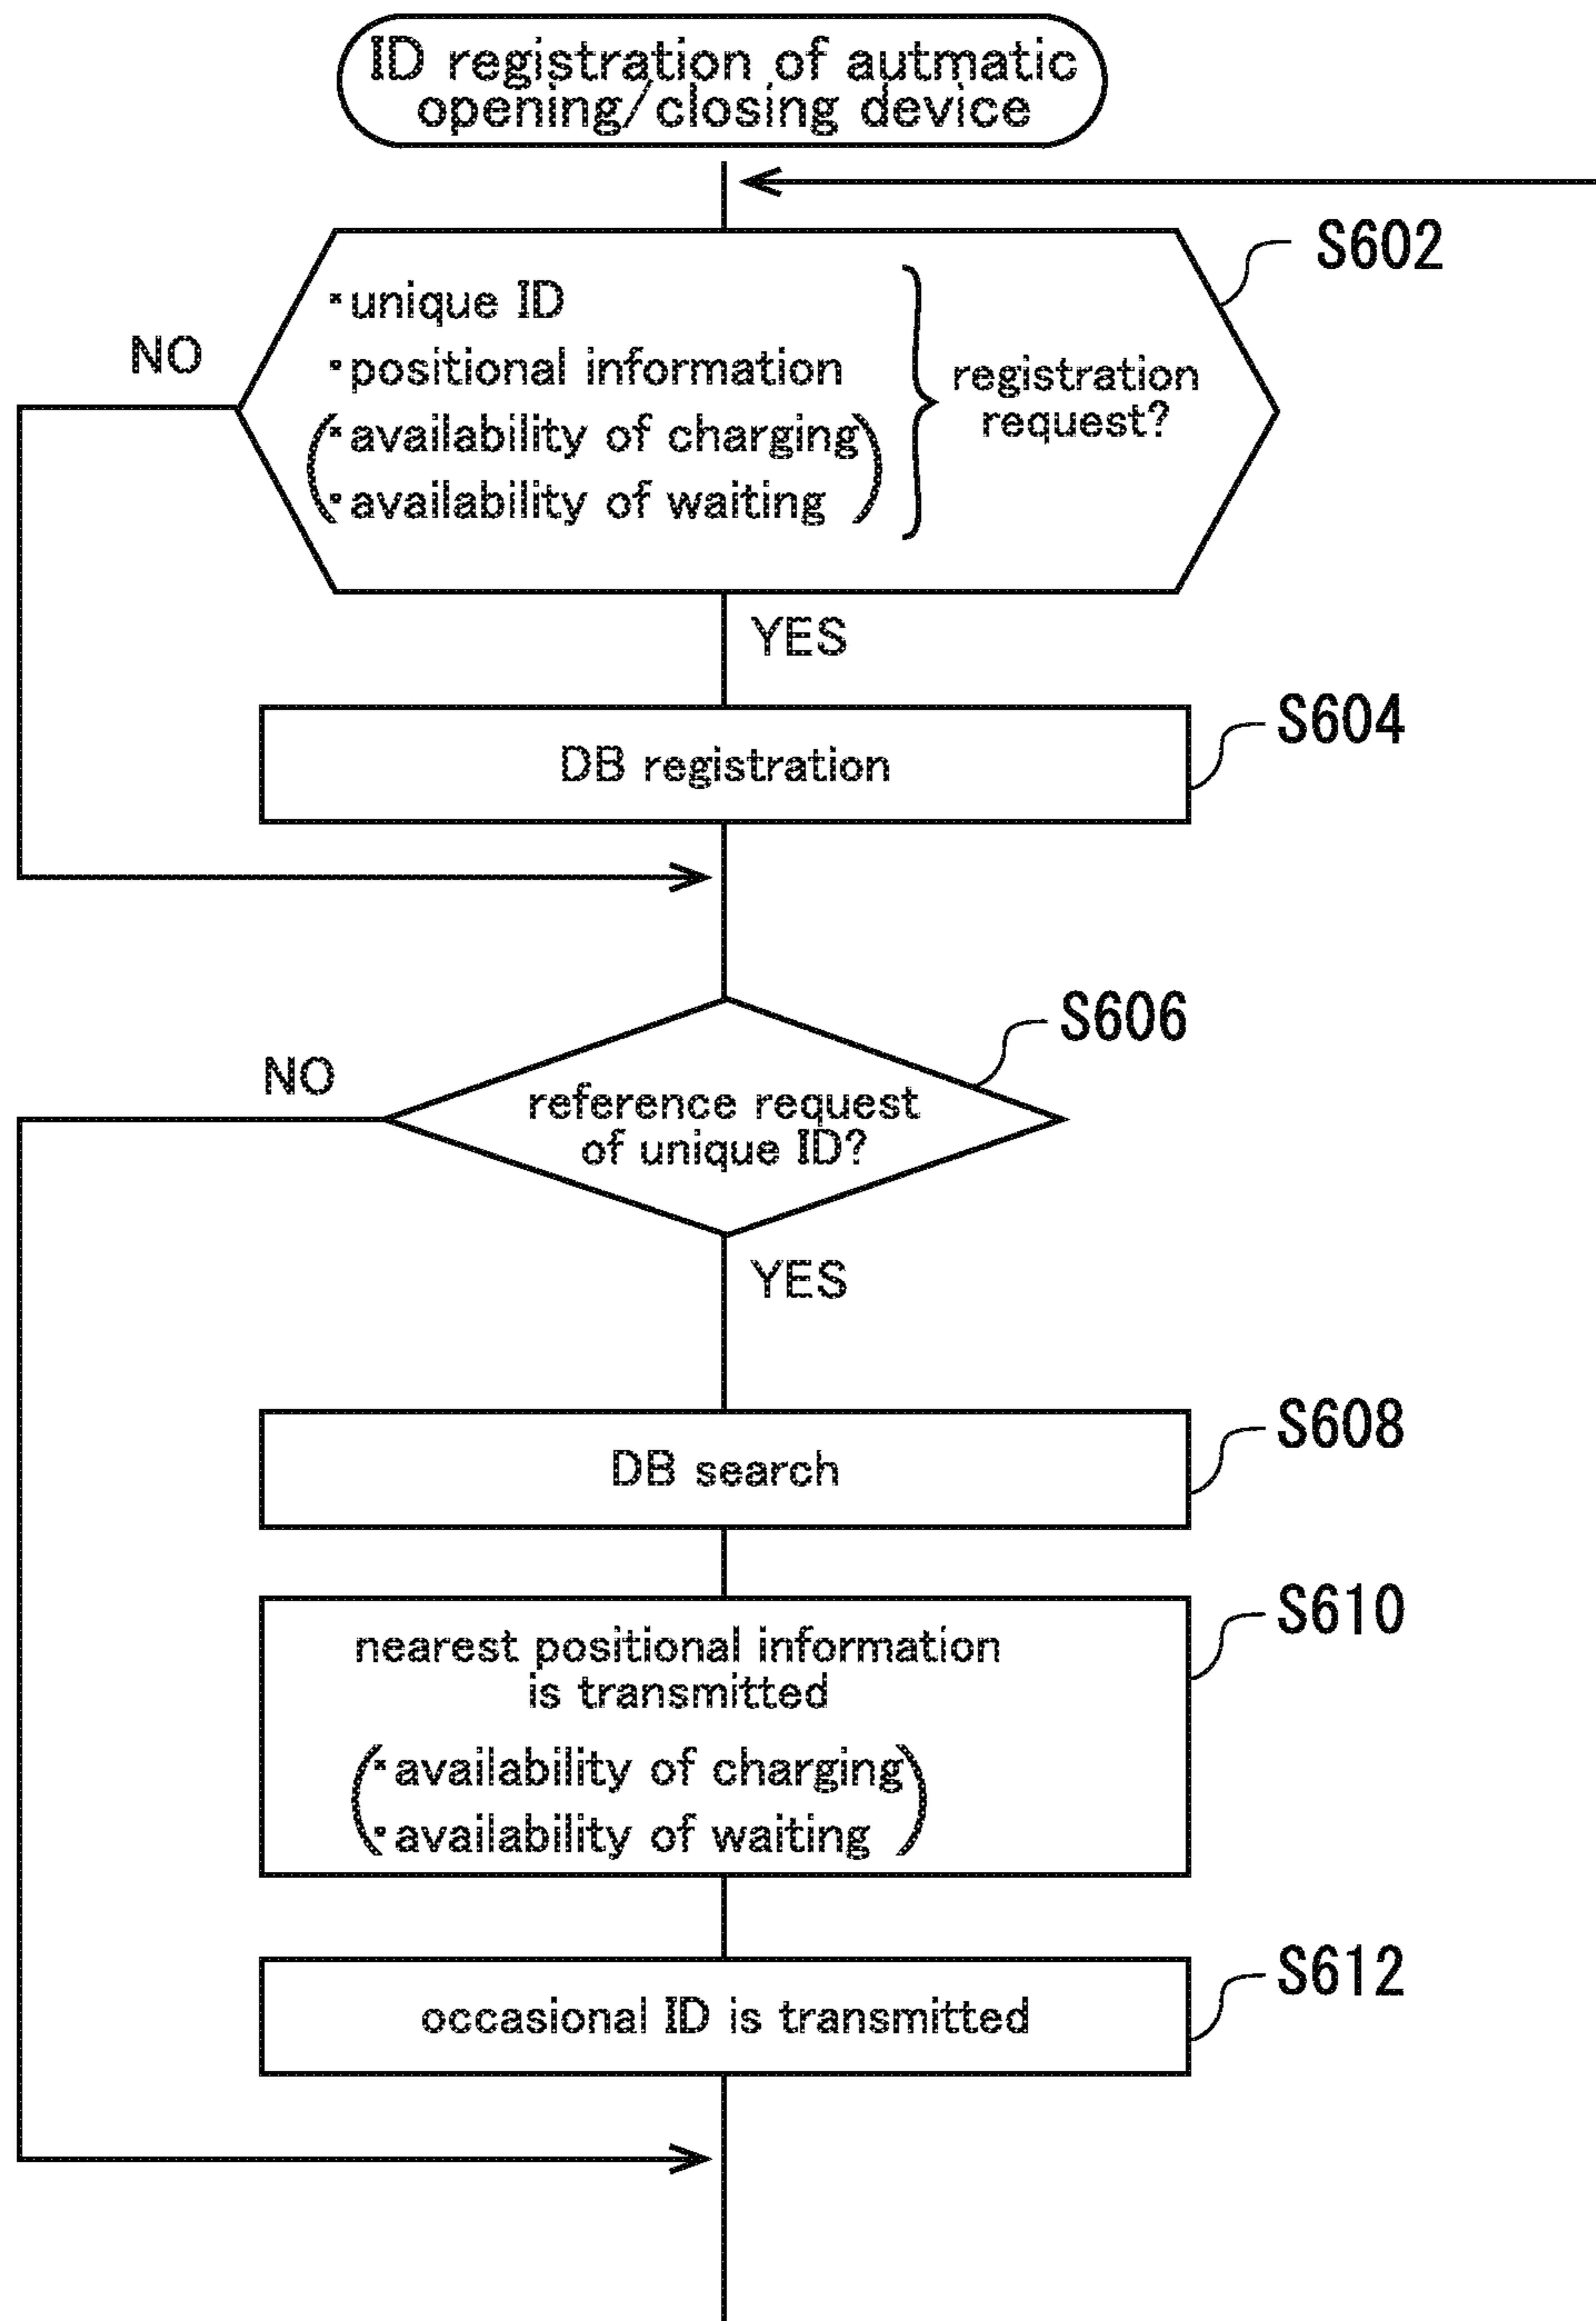 ID registration of autmatic
opening/closing device
S602
NO
・unique ID
・positional information
(・availability of charging)
(・availability of waiting)
registration
request?
YES
S604
DB registration
S606
NO
reference request
of unique ID?
YES
S608
DB search
S610
nearest positional information
is transmitted
(・availability of charging)
(・availability of waiting)
S612
occasional ID is transmitted